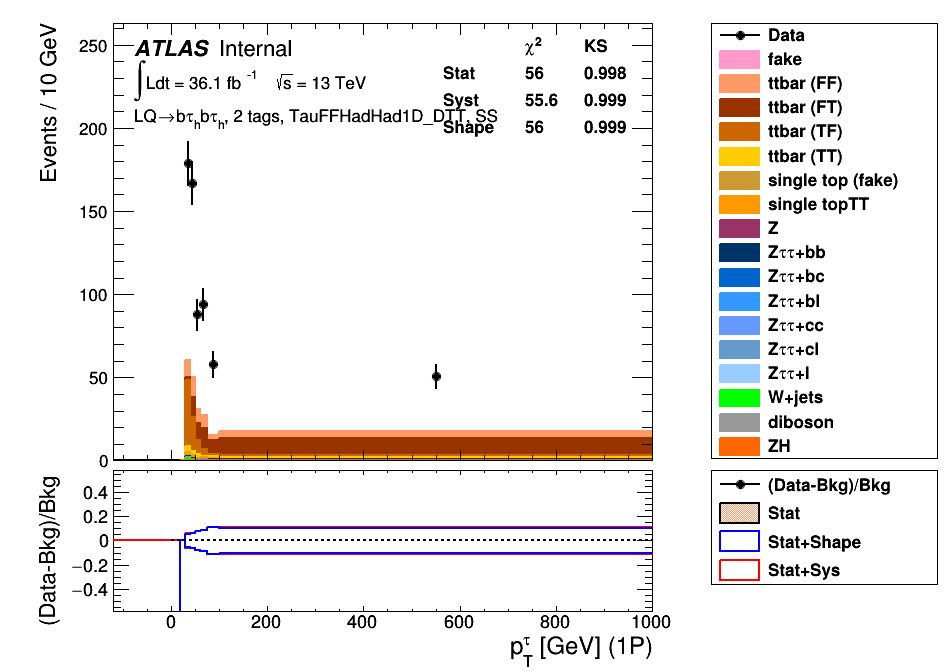 Events / 10 GeV
250
200
150
100
50
0
ATLAS Internal
∫Ldt = 36.1 fb⁻¹ √s = 13 TeV
LQ→bτₕbτₕ, 2 tags, TauFFHadHad1D_DTT, SS
χ² KS
Stat 56 0.998
Syst 55.6 0.999
Shape 56 0.999
Data
fake
ttbar (FF)
ttbar (FT)
ttbar (TF)
ttbar (TT)
single top (fake)
single topTT
Z
Zττ+bb
Zττ+bc
Zττ+bl
Zττ+cc
Zττ+cl
Zττ+l
W+jets
diboson
ZH
(Data-Bkg)/Bkg
0.4
0.2
0
−0.2
−0.4
0 200 400 600 800 1000
p_T^τ [GeV] (1P)
(Data-Bkg)/Bkg
Stat
Stat+Shape
Stat+Sys